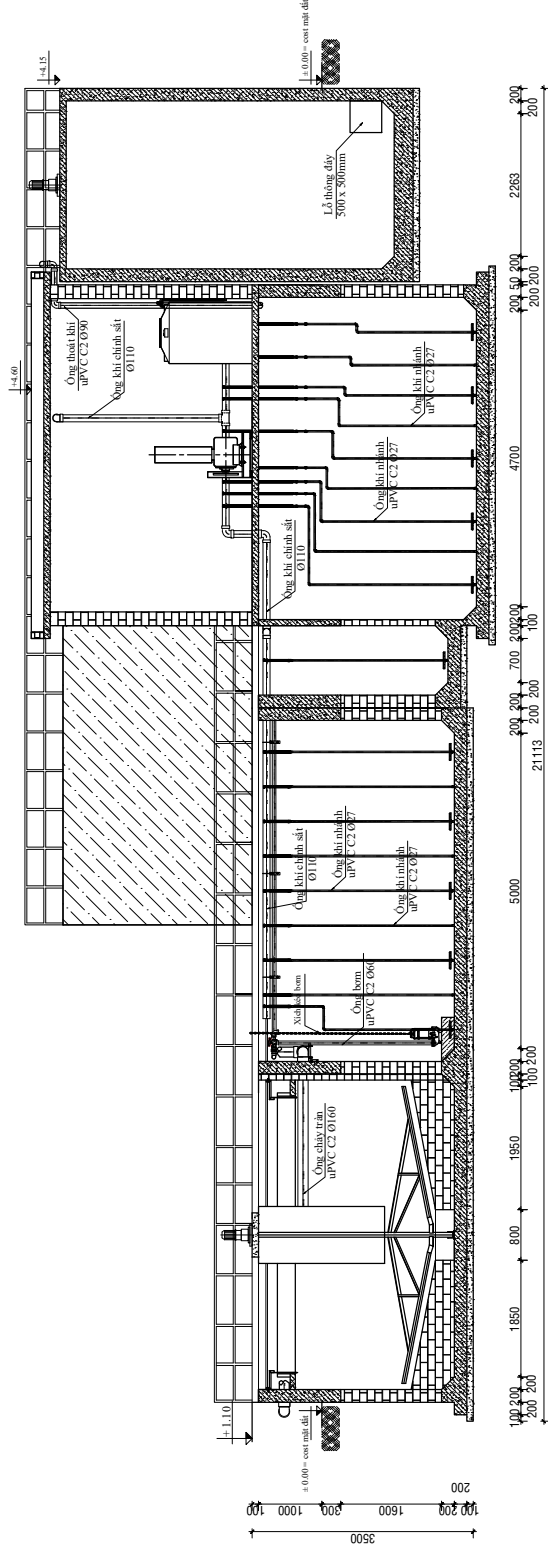 +4.15
± 0.00 = cost mặt đất
Lỗ thông đáy
500 x 500mm
+4.60
Ống thoát khí
uPVC C2 Ø90
Ống khí chính sắt
Ø110
Ống khí nhánh
uPVC C2 Ø27
Ống khí nhánh
uPVC C2 Ø27
Ống khí chính sắt
Ø110
Ống khí chính sắt
Ø110
Ống khí nhánh
uPVC C2 Ø27
Ống khí nhánh
uPVC C2 Ø27
Xích kéo bơm
Ống bơm
uPVC C2 Ø60
Ống chảy tràn
uPVC C2 Ø160
+1.10
± 0.00 = cost mặt đất
100 200 200 1850 800 1950 100 200 100 200 5000 200 200 200 700 200 200 100 4700 200 50 200 200 200 2263 200 200
21113
100 1000 300 1600 200 100 200
3500